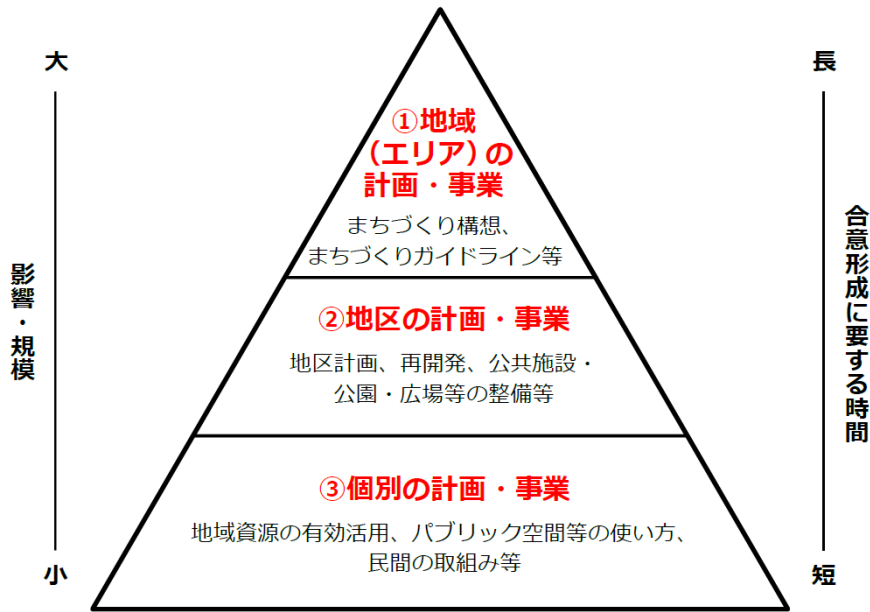 大
長
①地域
（エリア）の
計画・事業
まちづくり構想、
まちづくりガイドライン等
影響・規模
合意形成に要する時間
②地区の計画・事業
地区計画、再開発、公共施設・
公園・広場等の整備等
③個別の計画・事業
地域資源の有効活用、パブリック空間等の使い方、
民間の取組み等
小
短